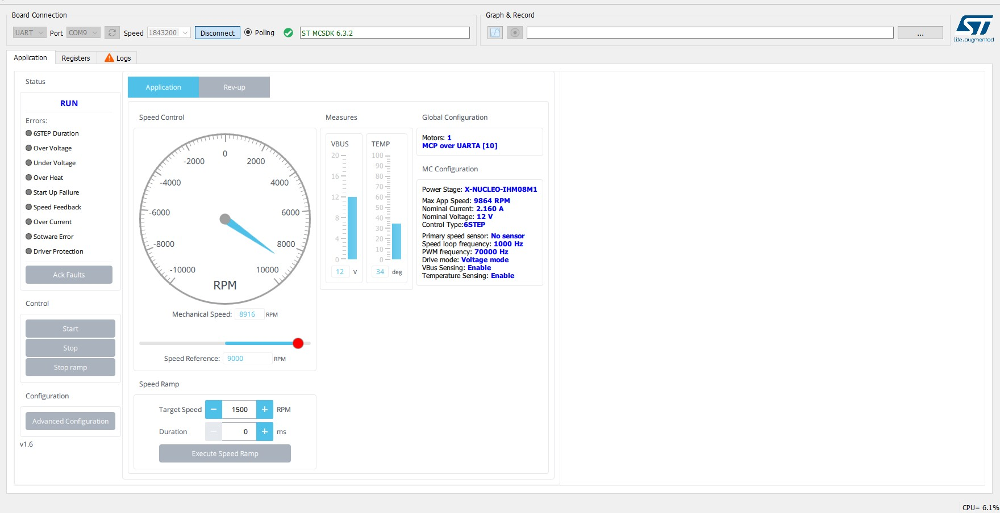 Board Connection
UART Port COM9 Speed 1843200 Disconnect Polling ST MCSDK 6.3.2
Graph & Record
...
ST
life.augmented
Application Registers Logs
Status
RUN
Errors:
6STEP Duration
Over Voltage
Under Voltage
Over Heat
Start Up Failure
Speed Feedback
Over Current
Sotware Error
Driver Protection
Ack Faults
Control
Start
Stop
Stop ramp
Configuration
Advanced Configuration
v1.6
Application Rev-up
Speed Control
0
-2000 2000
-4000 4000
-6000 6000
-8000 8000
-10000 10000
RPM
Mechanical Speed: 8916 RPM
Speed Reference: 9000 RPM
Speed Ramp
Target Speed − 1500 + RPM
Duration − 0 + ms
Execute Speed Ramp
Measures
VBUS
20
16
12
8
4
0
12 V
TEMP
100
90
80
70
60
50
40
30
20
10
0
34 deg
Global Configuration
Motors: 1
MCP over UARTA [10]
MC Configuration
Power Stage: X-NUCLEO-IHM08M1
Max App Speed: 9864 RPM
Nominal Current: 2.160 A
Nominal Voltage: 12 V
Control Type:6STEP
Primary speed sensor: No sensor
Speed loop frequency: 1000 Hz
PWM frequency: 70000 Hz
Drive mode: Voltage mode
VBus Sensing: Enable
Temperature Sensing: Enable
CPU= 6.1%